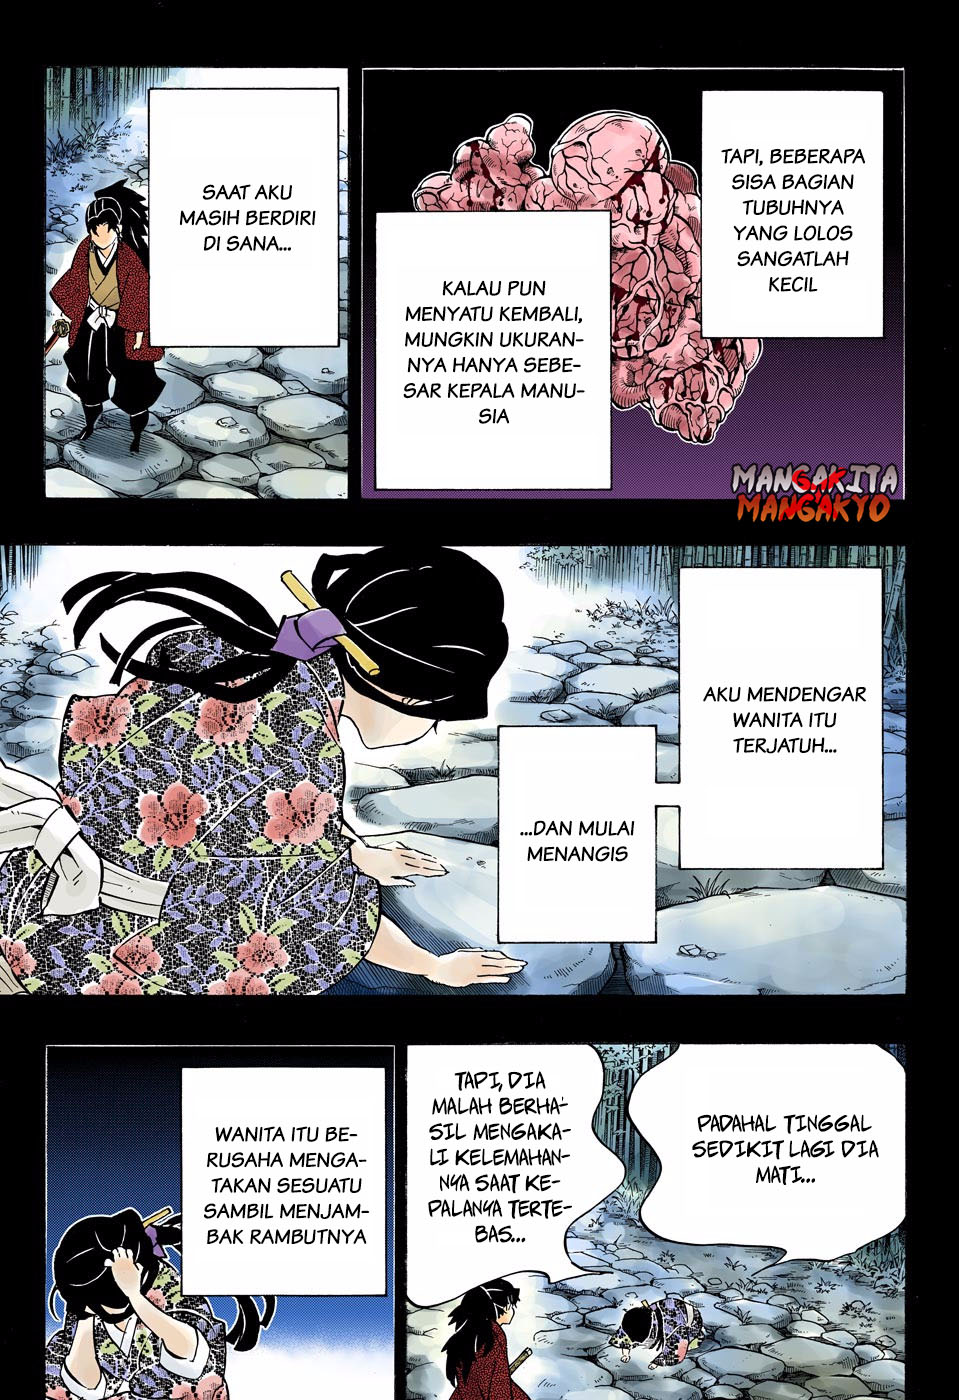 TAPI, BEBERAPA
SISA BAGIAN
TUBUHNYA
YANG LOLOS
SANGATLAH
KECIL
KALAU PUN
MENYATU KEMBALI,
MUNGKIN UKURAN-
NYA HANYA SEBE-
SAR KEPALA MANU-
SIA
SAAT AKU
MASIH BERDIRI
DI SANA...
MANGAKITA
MANGAKYO
AKU MENDENGAR
WANITA ITU
TERJATUH...
...DAN MULAI
MENANGIS
PADAHAL TINGGAL
SEDIKIT LAGI DIA
MATI...
TAPI, DIA
MALAH BERHA-
SIL MENGAKA-
LI KELEMAHAN-
NYA SAAT KE-
PALANYA TERTE-
BAS...
WANITA ITU BE-
RUSAHA MENGA-
TAKAN SESUATU
SAMBIL MENJAM-
BAK RAMBUTNYA